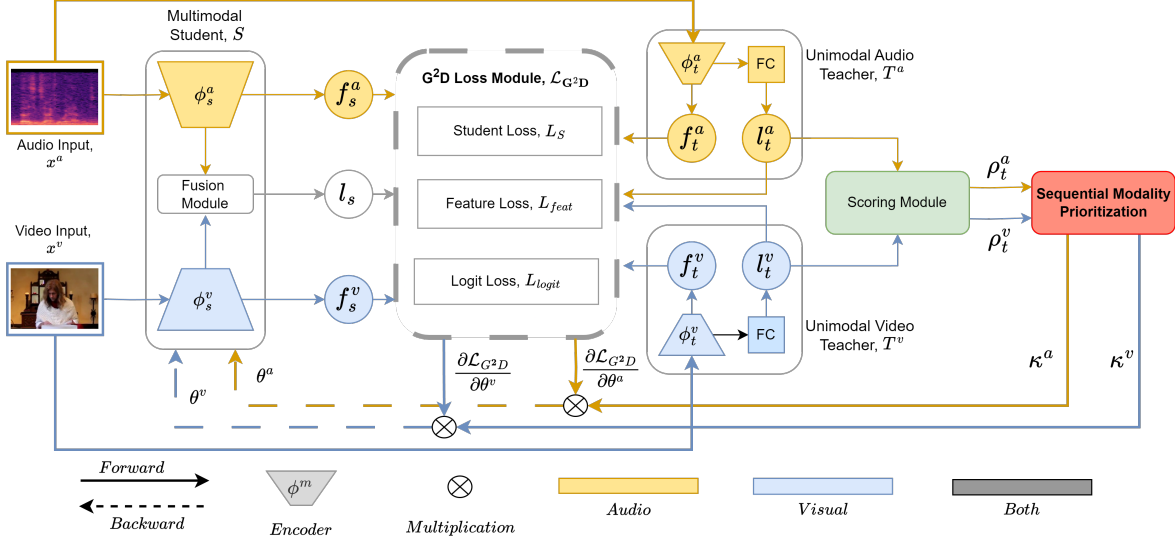 Multimodal
Student, S
Audio Input,
x^a
Video Input,
x^v
ϕ_s^a
Fusion
Module
ϕ_s^v
f_s^a
l_s
f_s^v
G²D Loss Module, ℒ_G²D
Student Loss, L_S
Feature Loss, L_feat
Logit Loss, L_logit
ϕ_t^a
FC
f_t^a
l_t^a
Unimodal Audio
Teacher, T^a
f_t^v
l_t^v
ϕ_t^v
FC
Unimodal Video
Teacher, T^v
Scoring Module
ρ_t^a
ρ_t^v
Sequential Modality
Prioritization
κ^a
κ^v
∂ℒ_G²D
∂θ^v
∂ℒ_G²D
∂θ^a
θ^v
θ^a
Forward
Backward
ϕ^m
Encoder
Multiplication
Audio
Visual
Both